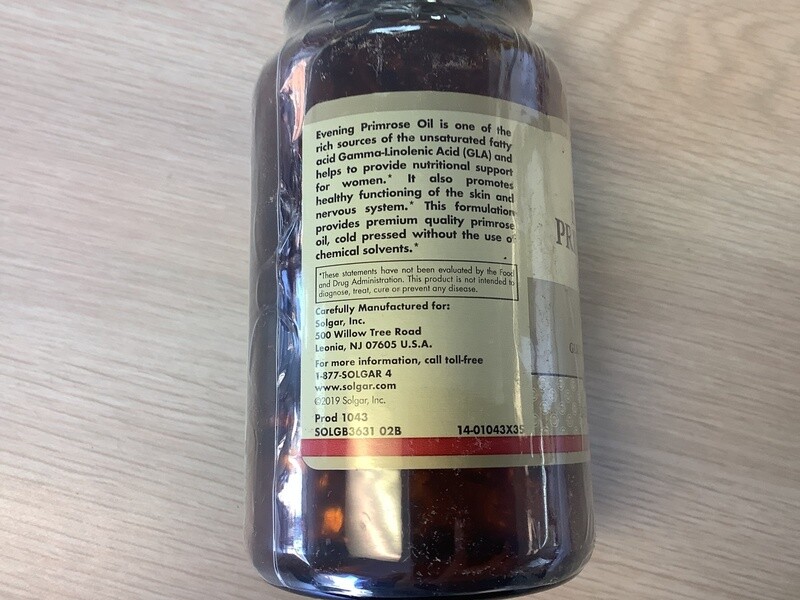 Evening Primrose Oil is one of the
rich sources of the unsaturated fatty
acid Gamma-Linolenic Acid (GLA) and
helps to provide nutritional support
for women.* It also promotes
healthy functioning of the skin and
nervous system.* This formulation
provides premium quality primrose
oil, cold pressed without the use of
chemical solvents.*
*These statements have not been evaluated by the Food
and Drug Administration. This product is not intended to
diagnose, treat, cure or prevent any disease.
Carefully Manufactured for:
Solgar, Inc.
500 Willow Tree Road
Leonia, NJ 07605 U.S.A.
For more information, call toll-free
1-877-SOLGAR 4
www.solgar.com
©2019 Solgar, Inc.
Prod 1043
SOLGB3631 02B 14-01043X35